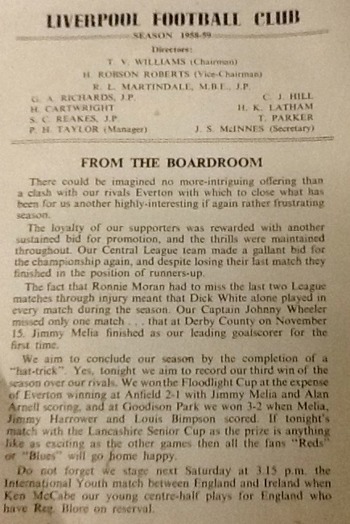 LIVERPOOL FOOTBALL CLUB
SEASON 1958-59
Directors:
T. V. WILLIAMS (Chairman)
H. ROBSON ROBERTS (Vice-Chairman)
R. L. MARTINDALE, M.B.E., J.P.
G. A. RICHARDS, J.P. C. J. HILL
H. CARTWRIGHT H. K. LATHAM
S. C. REAKES, J.P. T. PARKER
P. H. TAYLOR (Manager) J. S. McINNES (Secretary)
FROM THE BOARDROOM
There could be imagined no more-intriguing offering than
a clash with our rivals Everton with which to close what has
been for us another highly-interesting if again rather frustrating
season.
The loyalty of our supporters was rewarded with another
sustained bid for promotion, and the thrills were maintained
throughout. Our Central League team made a gallant bid for
the championship again, and despite losing their last match they
finished in the position of runners-up.
The fact that Ronnie Moran had to miss the last two League
matches through injury meant that Dick White alone played in
every match during the season. Our Captain Johnny Wheeler
missed only one match . . . that at Derby County on November
15. Jimmy Melia finished as our leading goalscorer for the
first time.
We aim to conclude our season by the completion of a
"hat-trick". Yes, tonight we aim to record our third win of the
season over our rivals. We won the Floodlight Cup at the expense
of Everton winning at Anfield 2-1 with Jimmy Melia and Alan
Arnell scoring, and at Goodison Park we won 3-2 when Melia,
Jimmy Harrower and Louis Bimpson scored. If tonight's
match with the Lancashire Senior Cup as the prize is anything
like as exciting as the other games then all the fans "Reds"
or "Blues" will go home happy.
Do not forget we stage next Saturday at 3.15 p.m. the
International Youth match between England and Ireland when
Ken McCabe our young centre-half plays for England who
have Reg. Blore on reserval.